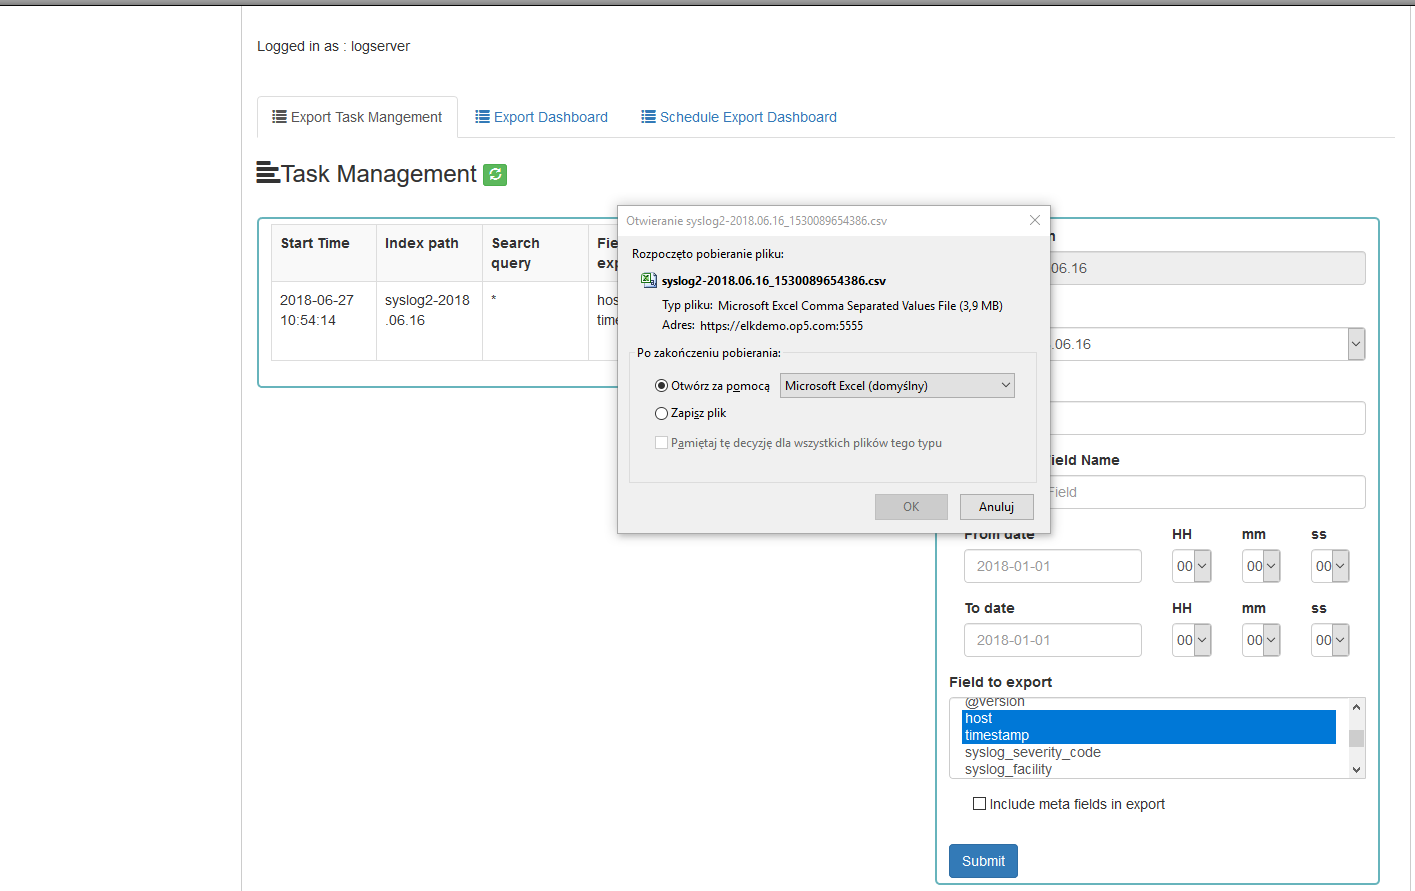 Logged in as : logserver
Export Task Mangement
Export Dashboard
Schedule Export Dashboard
Task Management
Start Time
Index path
Search
query
2018-06-27
10:54:14
syslog2-2018
.06.16
*
Otwieranie syslog2-2018.06.16_1530089654386.csv
Rozpoczęto pobieranie pliku:
syslog2-2018.06.16_1530089654386.csv
Typ pliku: Microsoft Excel Comma Separated Values File (3,9 MB)
Adres: https://elkdemo.op5.com:5555
Po zakończeniu pobierania:
Otwórz za pomocą
Microsoft Excel (domyślny)
Zapisz plik
Pamiętaj tę decyzję dla wszystkich plików tego typu
OK
Anuluj
06.16
.06.16
ield Name
Field
From date
HH
mm
ss
2018-01-01
00
00
00
To date
HH
mm
ss
2018-01-01
00
00
00
Field to export
@version
host
timestamp
syslog_severity_code
syslog_facility
Include meta fields in export
Submit